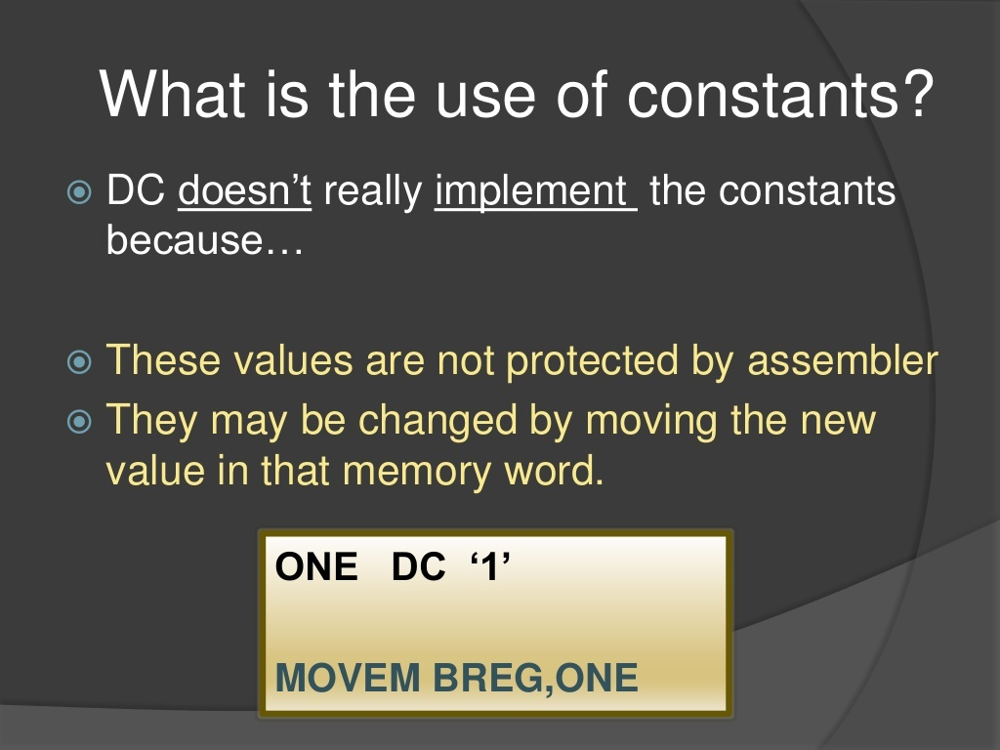 What is the use of constants?
DC doesn’t really implement the constants
because…
These values are not protected by assembler
They may be changed by moving the new
value in that memory word.
ONE DC ‘1’
MOVEM BREG,ONE